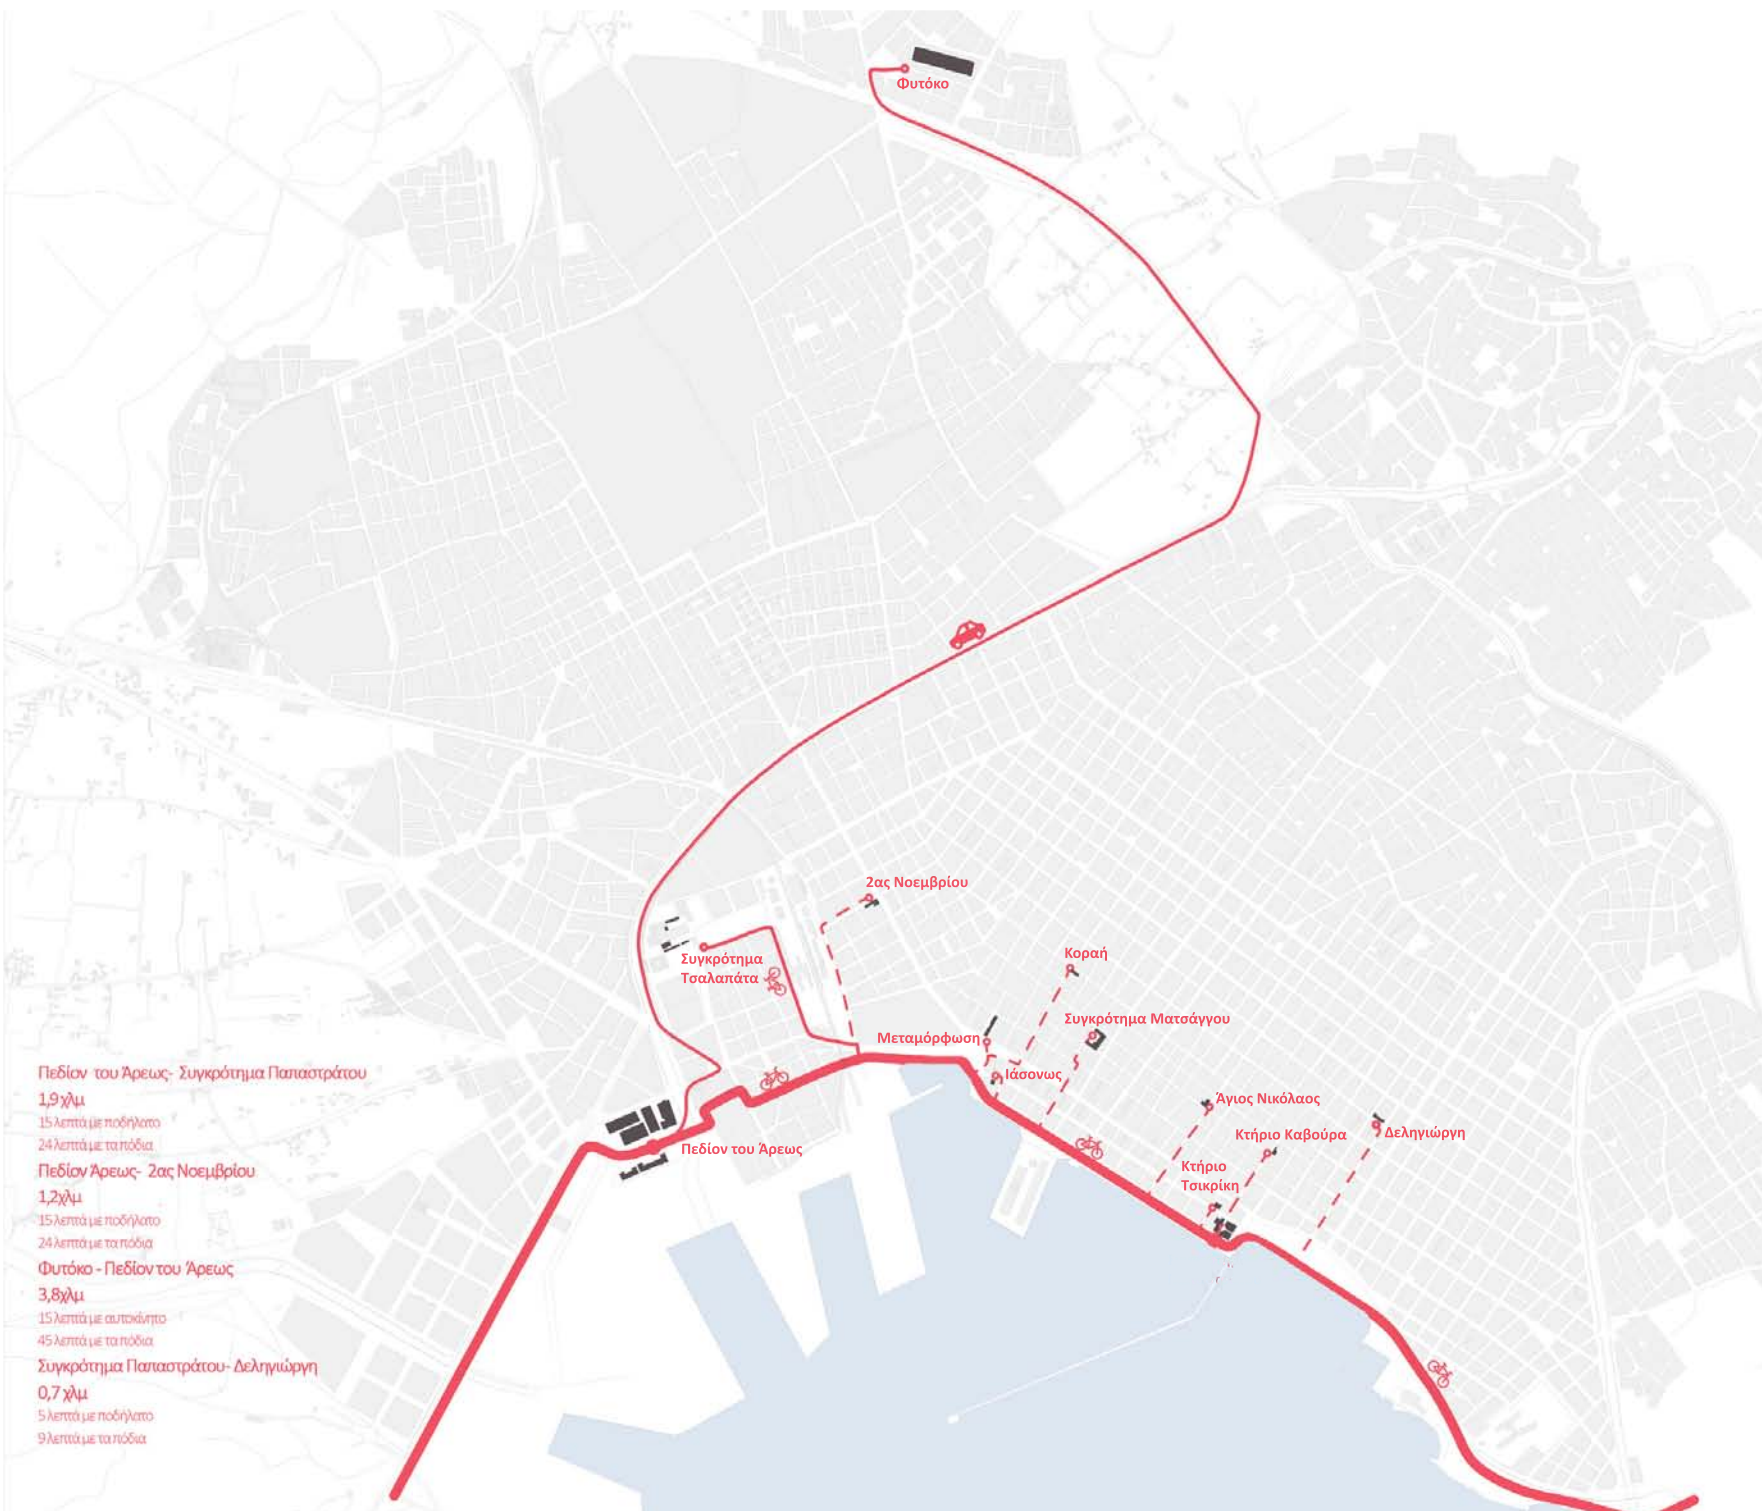 Φυτόκο
2ας Νοεμβρίου
Συγκρότημα
Τσαλαπάτα
Κοραή
Συγκρότημα Ματσάγγου
Μεταμόρφωση
Ιάσονως
Άγιος Νικόλαος
Κτήριο Καβούρα
Δεληγιώργη
Κτήριο
Τσικρίκη
Πεδίον του Άρεως
Πεδίον του Άρεως- Συγκρότημα Παπαστράτου
1,9 χλμ
15 λεπτά με ποδήλατο
24 λεπτά με τα πόδια
Πεδίον Άρεως- 2ας Νοεμβρίου
1,2χλμ
15 λεπτά με ποδήλατο
24 λεπτά με τα πόδια
Φυτόκο - Πεδίον του Άρεως
3,8χλμ
15 λεπτά με αυτοκίνητο
45 λεπτά με τα πόδια
Συγκρότημα Παπαστράτου- Δεληγιώργη
0,7 χλμ
5 λεπτά με ποδήλατο
9 λεπτά με τα πόδια